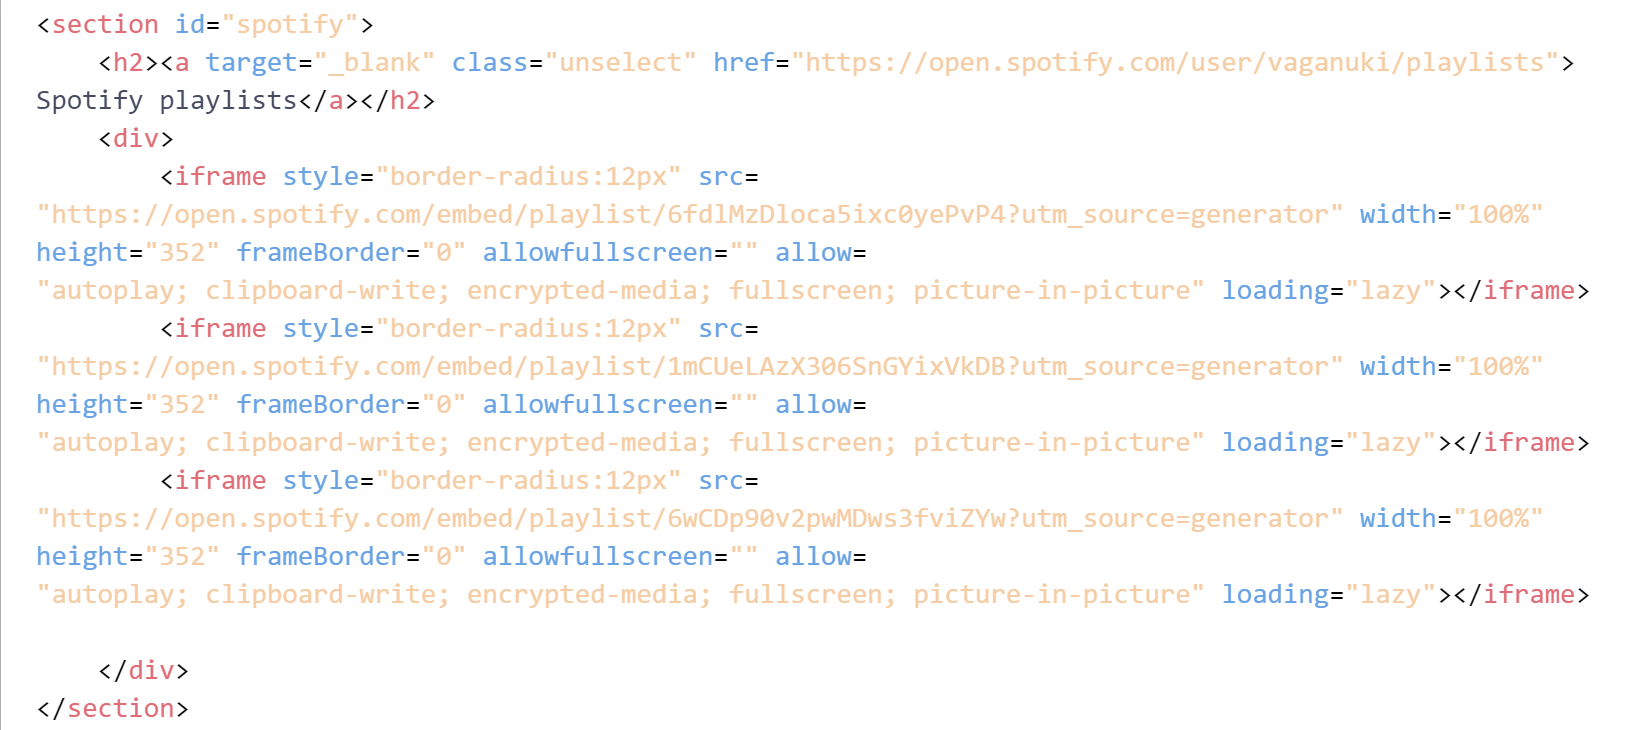 <section id="spotify">
    <h2><a target="_blank" class="unselect" href="https://open.spotify.com/user/vaganuki/playlists">
Spotify playlists</a></h2>
    <div>
        <iframe style="border-radius:12px" src=
"https://open.spotify.com/embed/playlist/6fdlMzDloca5ixc0yePvP4?utm_source=generator" width="100%"
height="352" frameBorder="0" allowfullscreen="" allow=
"autoplay; clipboard-write; encrypted-media; fullscreen; picture-in-picture" loading="lazy"></iframe>
        <iframe style="border-radius:12px" src=
"https://open.spotify.com/embed/playlist/1mCUeLAzX306SnGYixVkDB?utm_source=generator" width="100%"
height="352" frameBorder="0" allowfullscreen="" allow=
"autoplay; clipboard-write; encrypted-media; fullscreen; picture-in-picture" loading="lazy"></iframe>
        <iframe style="border-radius:12px" src=
"https://open.spotify.com/embed/playlist/6wCDp90v2pwMDws3fviZYw?utm_source=generator" width="100%"
height="352" frameBorder="0" allowfullscreen="" allow=
"autoplay; clipboard-write; encrypted-media; fullscreen; picture-in-picture" loading="lazy"></iframe>
    </div>
</section>